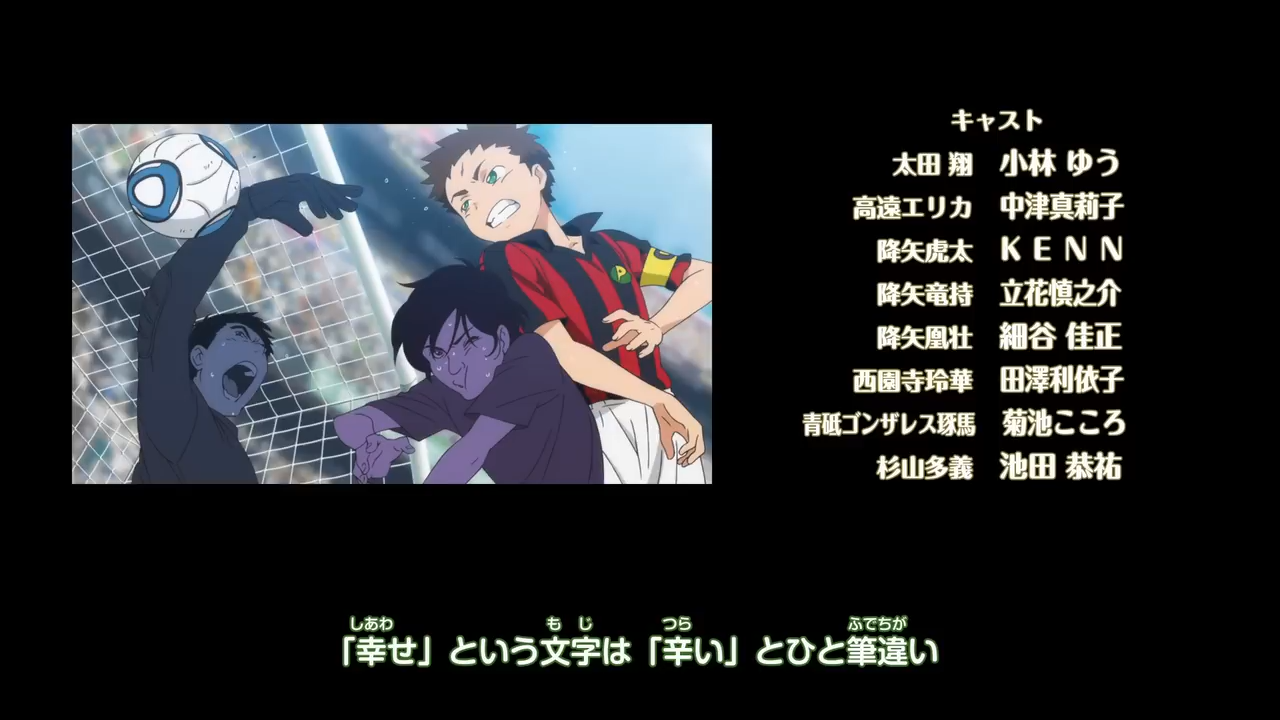 キャスト
太田 翔 小林 ゆう
高遠エリカ 中津真莉子
降矢虎太 KENN
降矢竜持 立花慎之介
降矢凰壮 細谷 佳正
西園寺玲華 田澤利依子
青砥ゴンザレス琢馬 菊池こころ
杉山多義 池田 恭祐
しあわ もじ つら ふでちが
「幸せ」という文字は「辛い」とひと筆違い